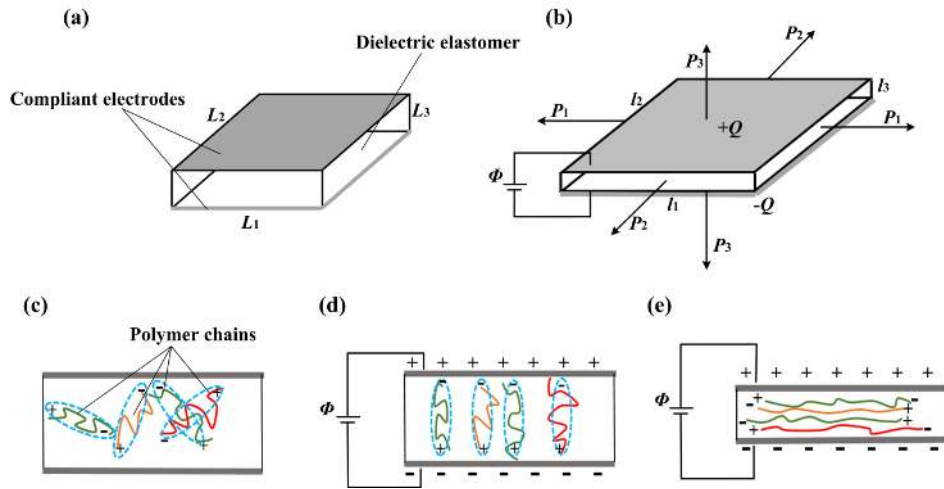 (a)
Dielectric elastomer
Compliant electrodes
L2
L3
L1
(b)
P2
P3
l2
l3
P1
+Q
P1
Φ
l1
-Q
P2
P3
(c)
Polymer chains
+ - - - +
- + - +
(d)
+ + + + + + +
- - - -
Φ
+ + + +
- - - - - - -
(e)
+ + + + + + +
- + -
Φ
- + + -
- - - - - - -